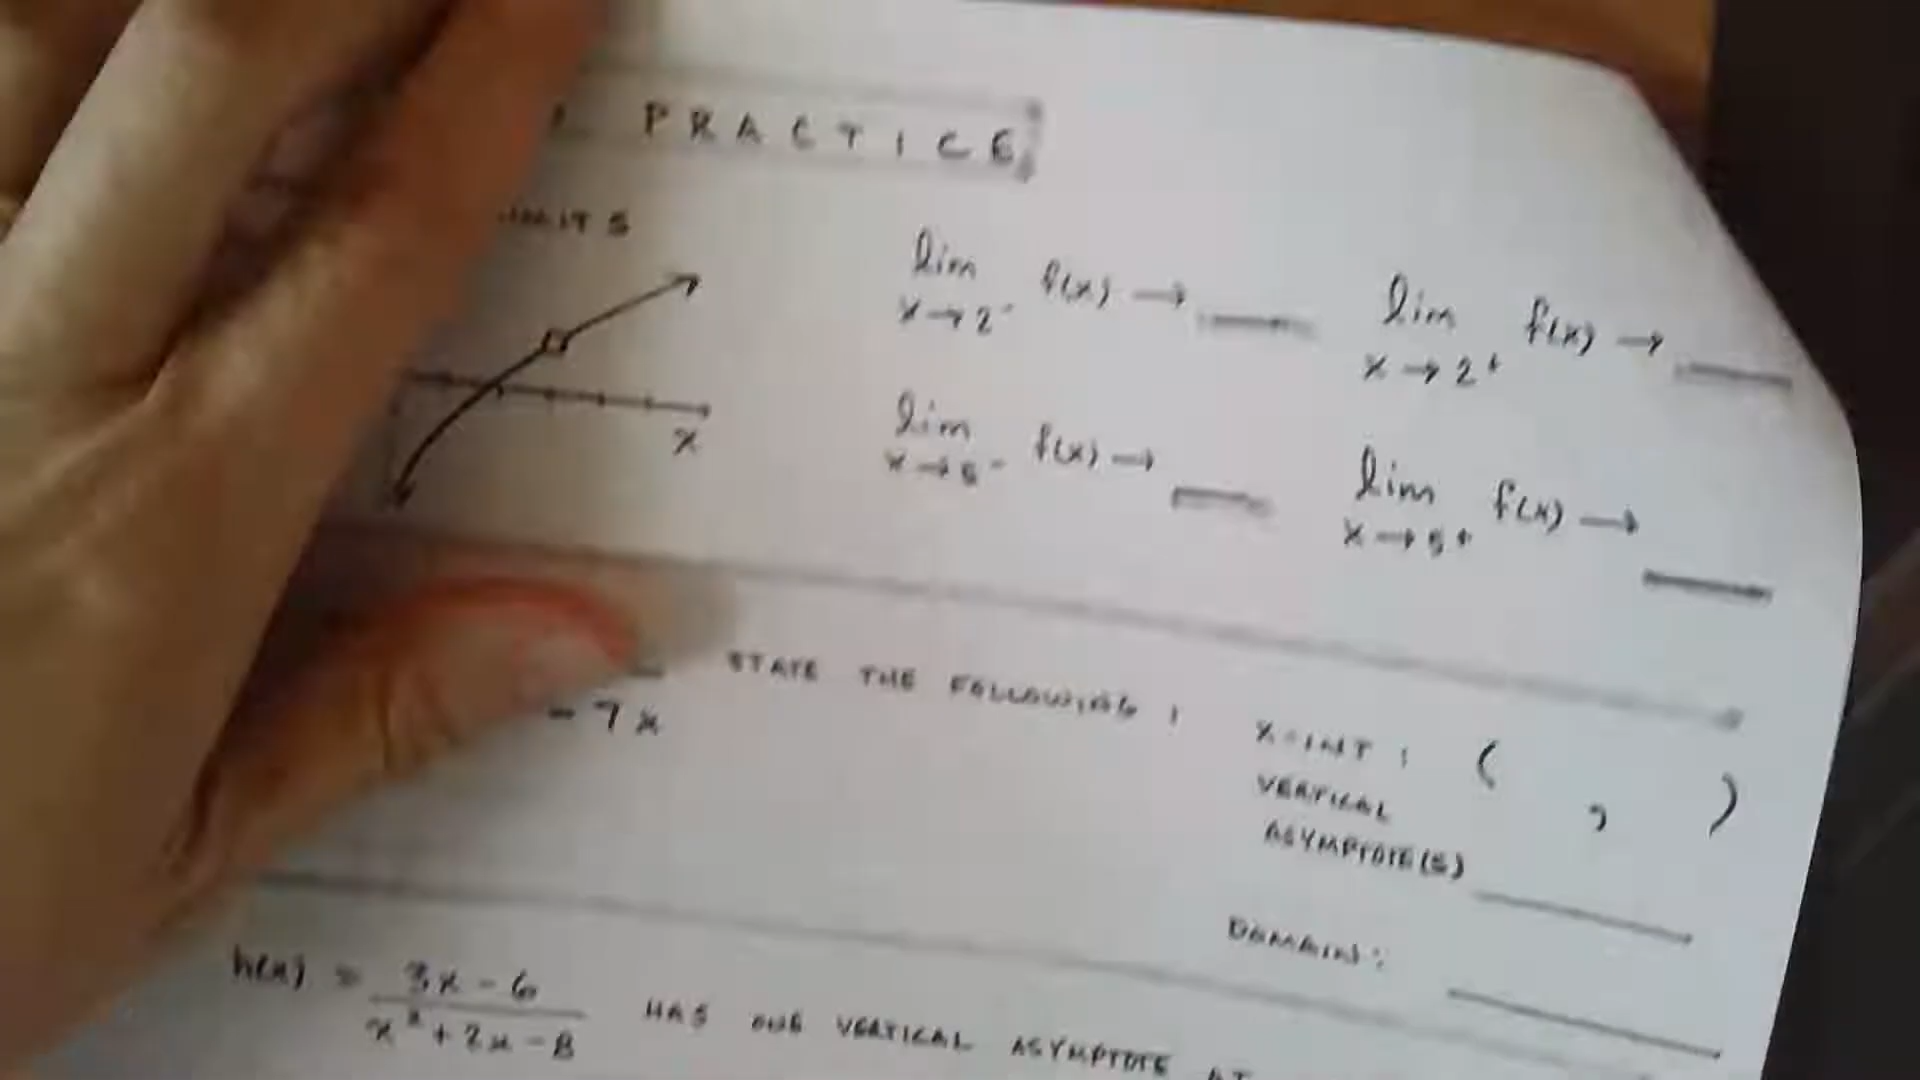 PRACTICE
lim f(x) → lim f(x) →
x→2⁻ x→2⁺
lim f(x) → lim f(x) →
x→5⁻ x→5⁺
x
STATE THE FOLLOWING :
- 7x
X-INT : ( , )
VERTICAL
ASYMPTOTE(S)
DOMAIN:
h(x) = 3x - 6
x² + 2x - 8
HAS ONE VERTICAL ASYMPTOTE AT